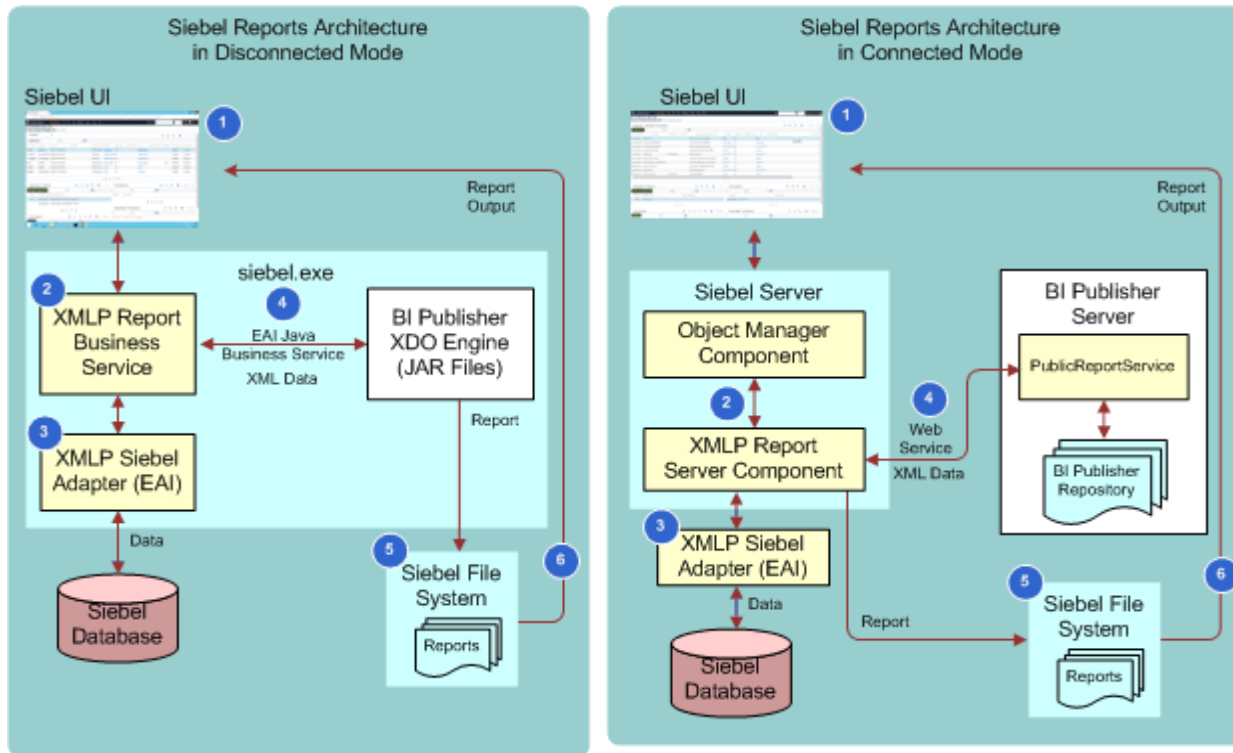 Siebel Reports Architecture
in Disconnected Mode
Siebel UI
1
Report
Output
siebel.exe
2
XMLP Report
Business
Service
4
EAI Java
Business Service
XML Data
BI Publisher
XDO Engine
(JAR Files)
3
XMLP Siebel
Adapter (EAI)
Report
Data
Siebel
Database
5
Siebel File
System
Reports
6
Siebel Reports Architecture
in Connected Mode
Siebel UI
1
Report
Output
Siebel Server
Object Manager
Component
2
XMLP Report
Server Component
4
Web
Service
XML Data
BI Publisher
Server
PublicReportService
BI Publisher
Repository
3
XMLP Siebel
Adapter (EAI)
Data
Siebel
Database
Report
5
Siebel File
System
Reports
6